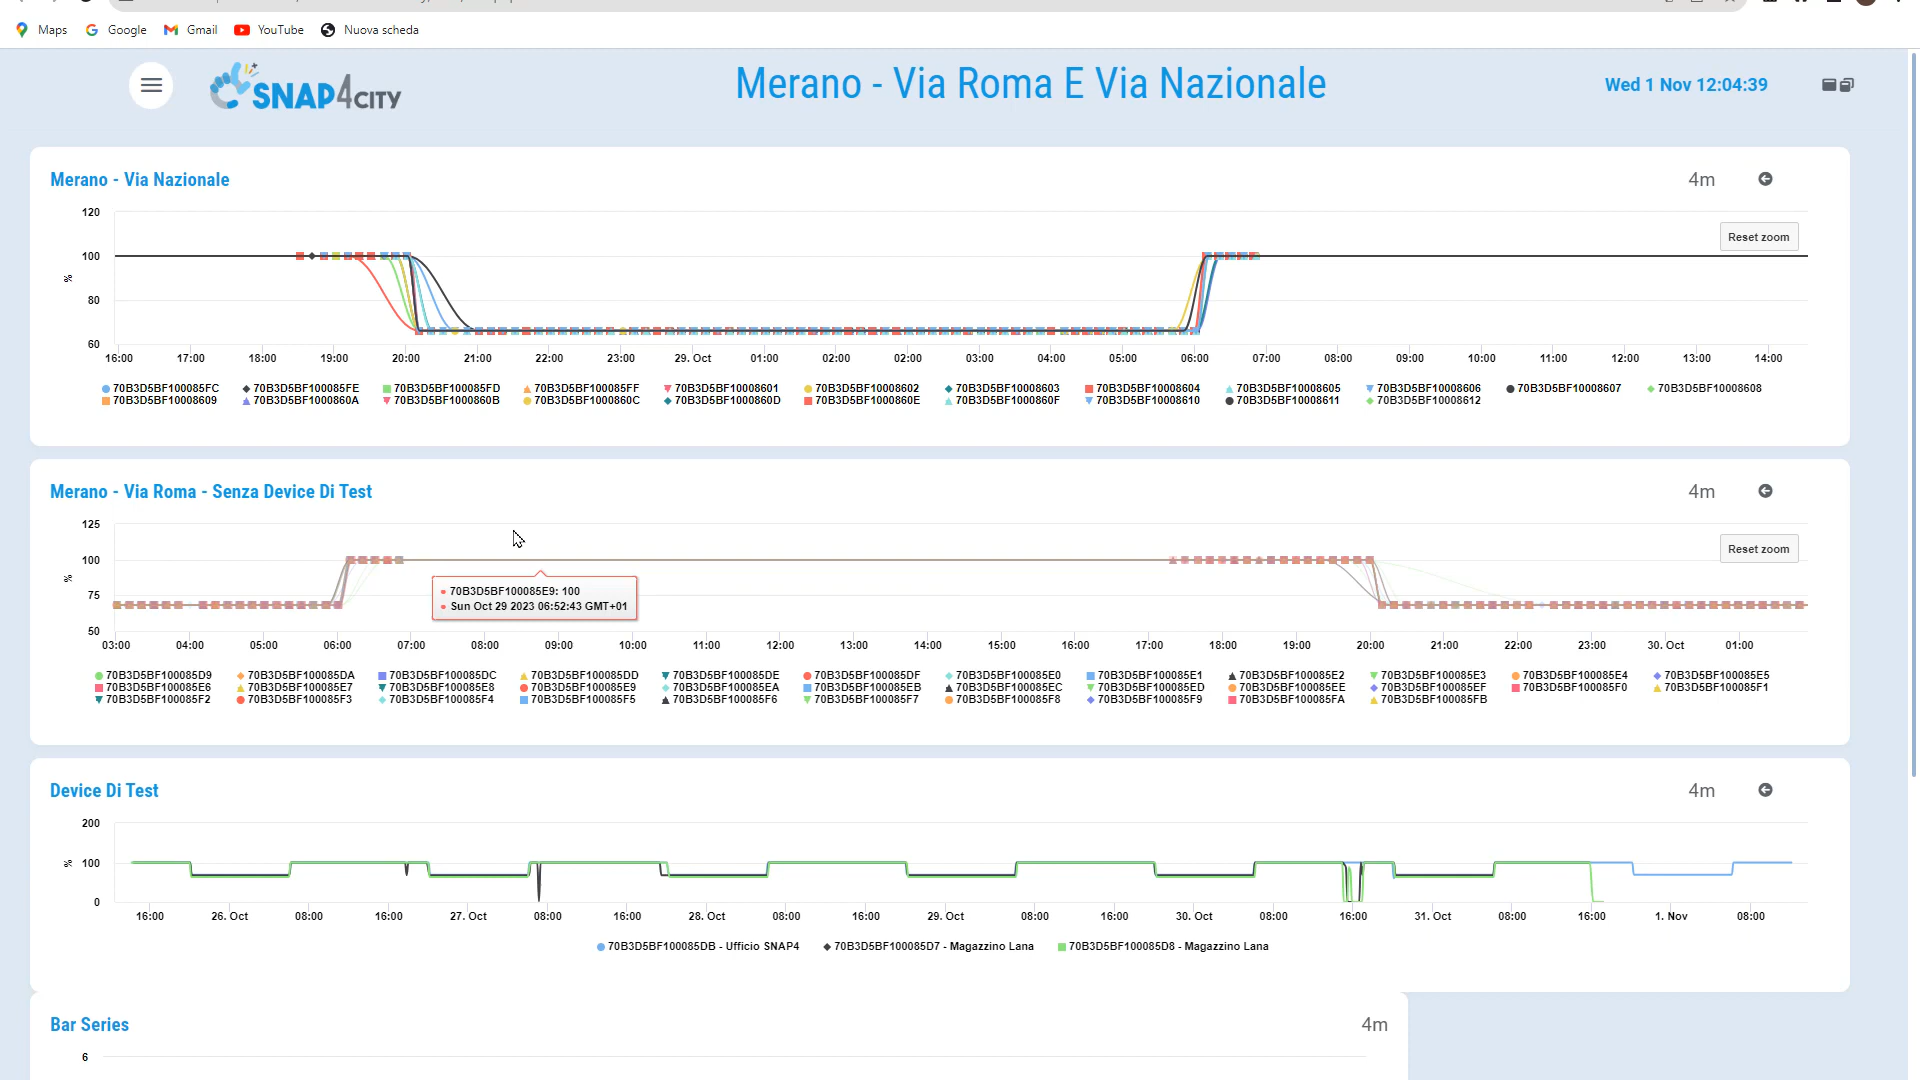 Maps Google Gmail YouTube Nuova scheda
SNAP4CITY
Merano - Via Roma E Via Nazionale
Wed 1 Nov 12:04:39
Merano - Via Nazionale
4m
120
Reset zoom
100
%
80
60
16:00 17:00 18:00 19:00 20:00 21:00 22:00 23:00 29. Oct 01:00 02:00 02:00 03:00 04:00 05:00 06:00 07:00 08:00 09:00 10:00 11:00 12:00 13:00 14:00
70B3D5BF100085FC 70B3D5BF100085FE 70B3D5BF100085FD 70B3D5BF100085FF 70B3D5BF10008601 70B3D5BF10008602 70B3D5BF10008603 70B3D5BF10008604 70B3D5BF10008605 70B3D5BF10008606 70B3D5BF10008607 70B3D5BF10008608
70B3D5BF10008609 70B3D5BF1000860A 70B3D5BF1000860B 70B3D5BF1000860C 70B3D5BF1000860D 70B3D5BF1000860E 70B3D5BF1000860F 70B3D5BF10008610 70B3D5BF10008611 70B3D5BF10008612
Merano - Via Roma - Senza Device Di Test
4m
125
Reset zoom
100
%
75
50
70B3D5BF100085E9: 100
Sun Oct 29 2023 06:52:43 GMT+01
03:00 04:00 05:00 06:00 07:00 08:00 09:00 10:00 11:00 12:00 13:00 14:00 15:00 16:00 17:00 18:00 19:00 20:00 21:00 22:00 23:00 30. Oct 01:00
70B3D5BF100085D9 70B3D5BF100085DA 70B3D5BF100085DC 70B3D5BF100085DD 70B3D5BF100085DE 70B3D5BF100085DF 70B3D5BF100085E0 70B3D5BF100085E1 70B3D5BF100085E2 70B3D5BF100085E3 70B3D5BF100085E4 70B3D5BF100085E5
70B3D5BF100085E6 70B3D5BF100085E7 70B3D5BF100085E8 70B3D5BF100085E9 70B3D5BF100085EA 70B3D5BF100085EB 70B3D5BF100085EC 70B3D5BF100085ED 70B3D5BF100085EE 70B3D5BF100085EF 70B3D5BF100085F0 70B3D5BF100085F1
70B3D5BF100085F2 70B3D5BF100085F3 70B3D5BF100085F4 70B3D5BF100085F5 70B3D5BF100085F6 70B3D5BF100085F7 70B3D5BF100085F8 70B3D5BF100085F9 70B3D5BF100085FA 70B3D5BF100085FB
Device Di Test
4m
200
%
100
0
16:00 26. Oct 08:00 16:00 27. Oct 08:00 16:00 28. Oct 08:00 16:00 29. Oct 08:00 16:00 30. Oct 08:00 16:00 31. Oct 08:00 16:00 1. Nov 08:00
70B3D5BF100085DB - Ufficio SNAP4 70B3D5BF100085D7 - Magazzino Lana 70B3D5BF100085D8 - Magazzino Lana
Bar Series
4m
6